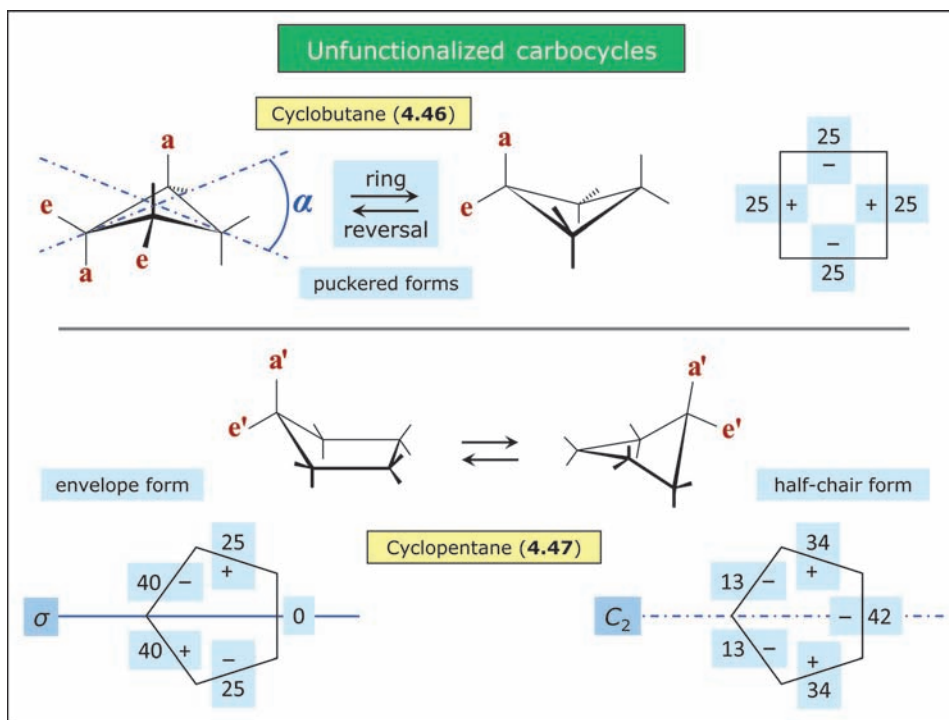 Unfunctionalized carbocycles
Cyclobutane (4.46)
a
e
a
e
α
ring
reversal
puckered forms
a
e
25
−
25 +
+ 25
−
25
a'
e'
a'
e'
envelope form
half-chair form
Cyclopentane (4.47)
25
+
40 −
σ
0
40 +
−
25
34
+
13 −
C₂
− 42
13 −
+
34